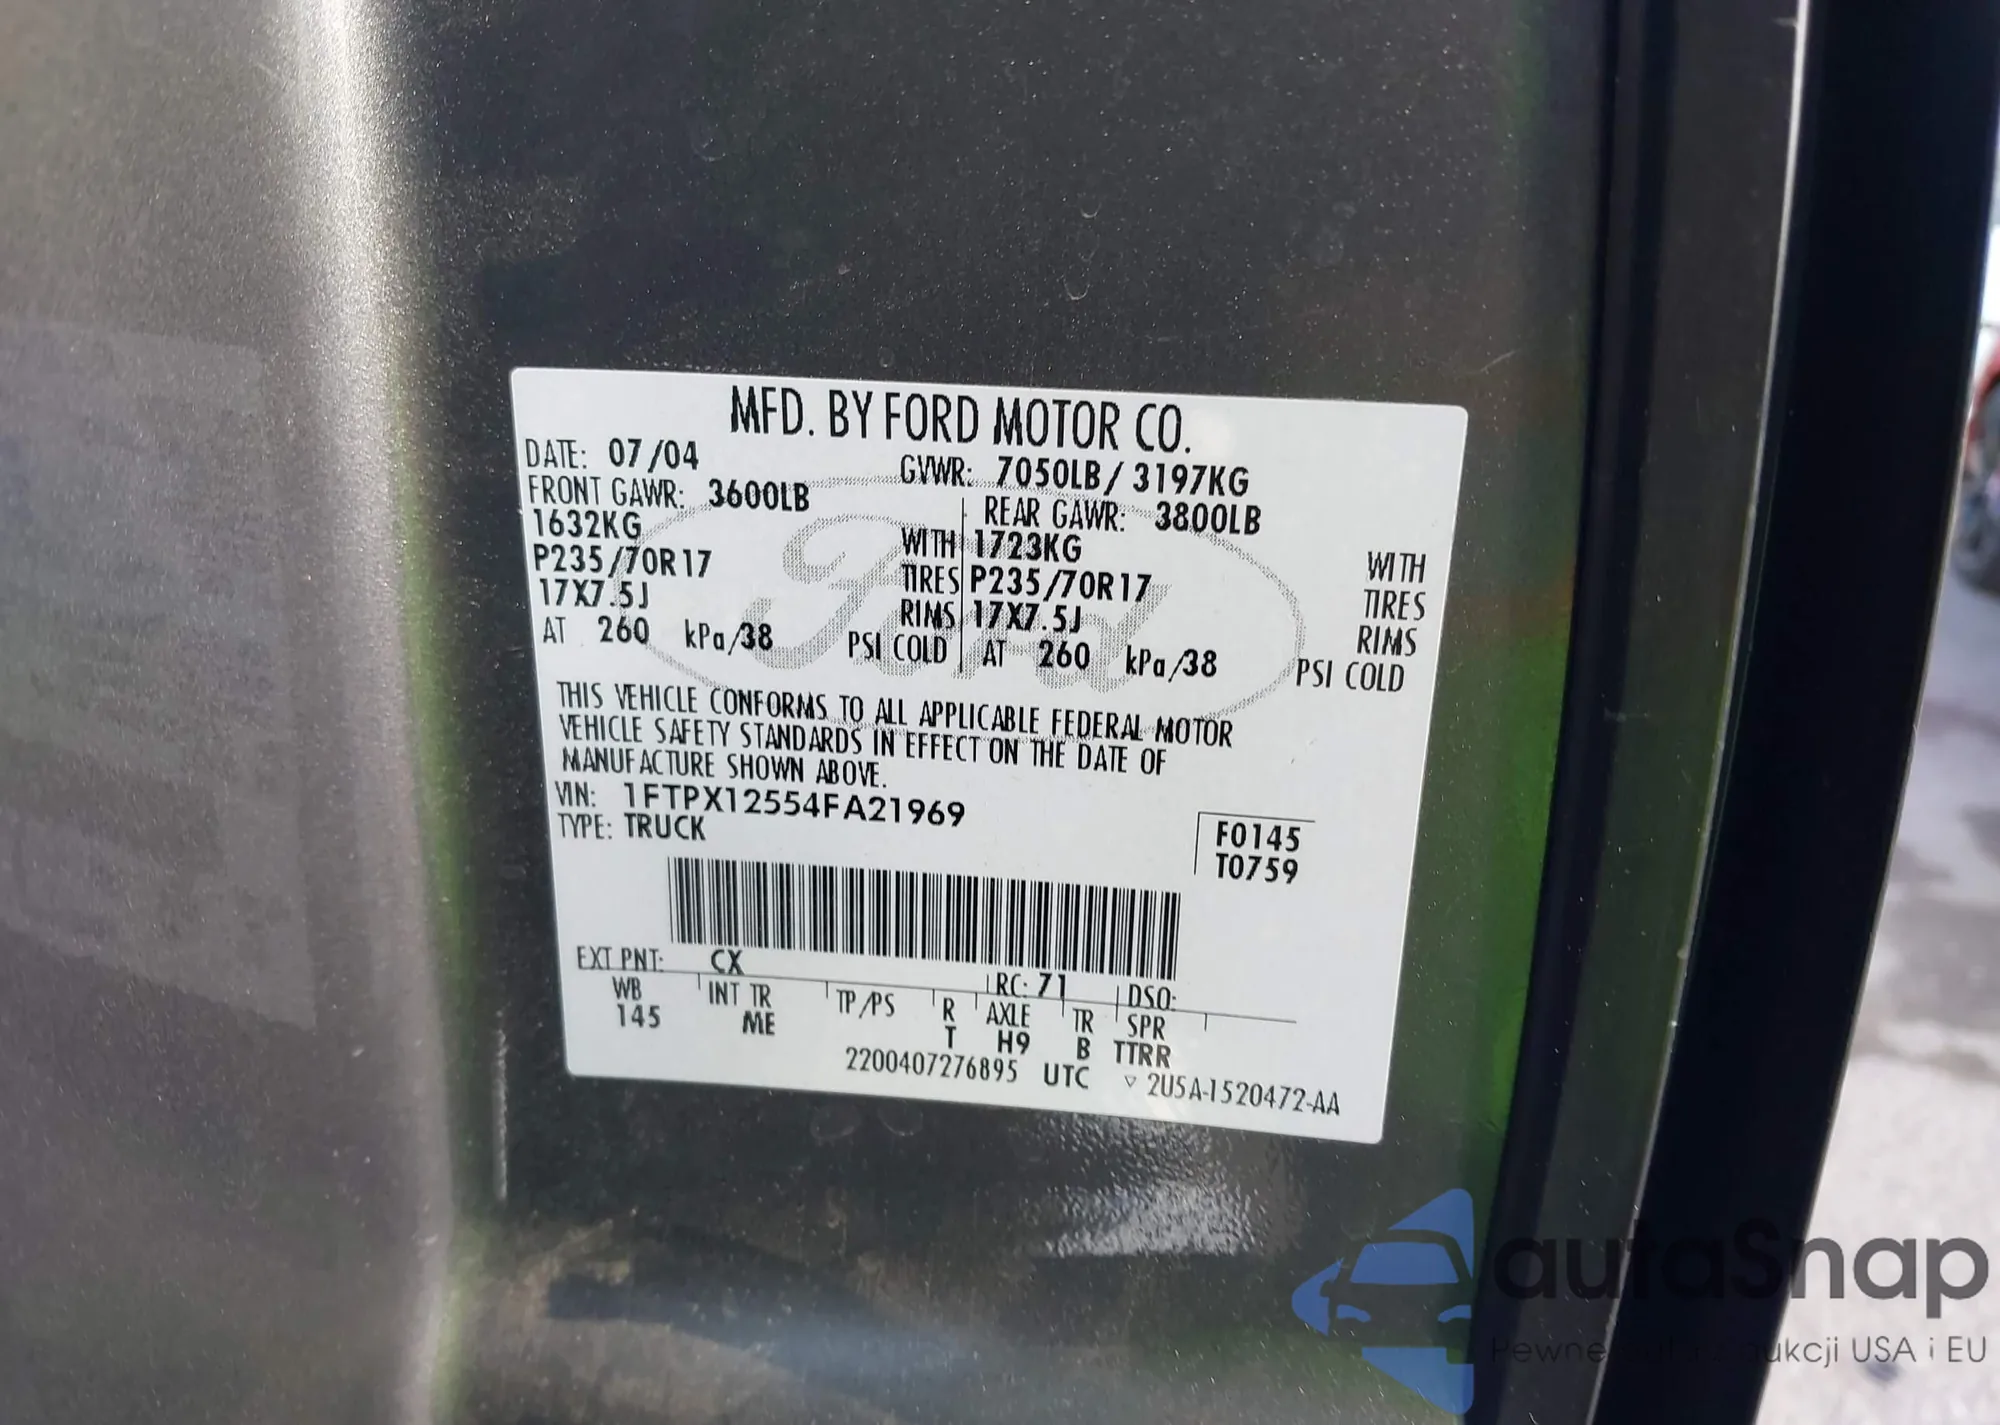 MFD. BY FORD MOTOR CO.
DATE: 07/04
GVWR: 7050LB/ 3197KG
FRONT GAWR: 3600LB
REAR GAWR: 3800LB
1632KG WITH 1723KG WITH
P235/70R17 TIRES P235/70R17 TIRES
17X7.5J RIMS 17X7.5J RIMS
AT 260 kPa/38 PSI COLD AT 260 kPa/38 PSI COLD
Ford
THIS VEHICLE CONFORMS TO ALL APPLICABLE FEDERAL MOTOR
VEHICLE SAFETY STANDARDS IN EFFECT ON THE DATE OF
MANUFACTURE SHOWN ABOVE.
VIN: 1FTPX12554FA21969
TYPE: TRUCK
F0145
T0759
EXT PNT: CX RC: 71 DSO:
WB INT TR TP/PS R AXLE TR SPR
145 ME T H9 B TTRR
2200407276895 UTC ▽ 2U5A-1520472-AA
autaSnap
USA i EU